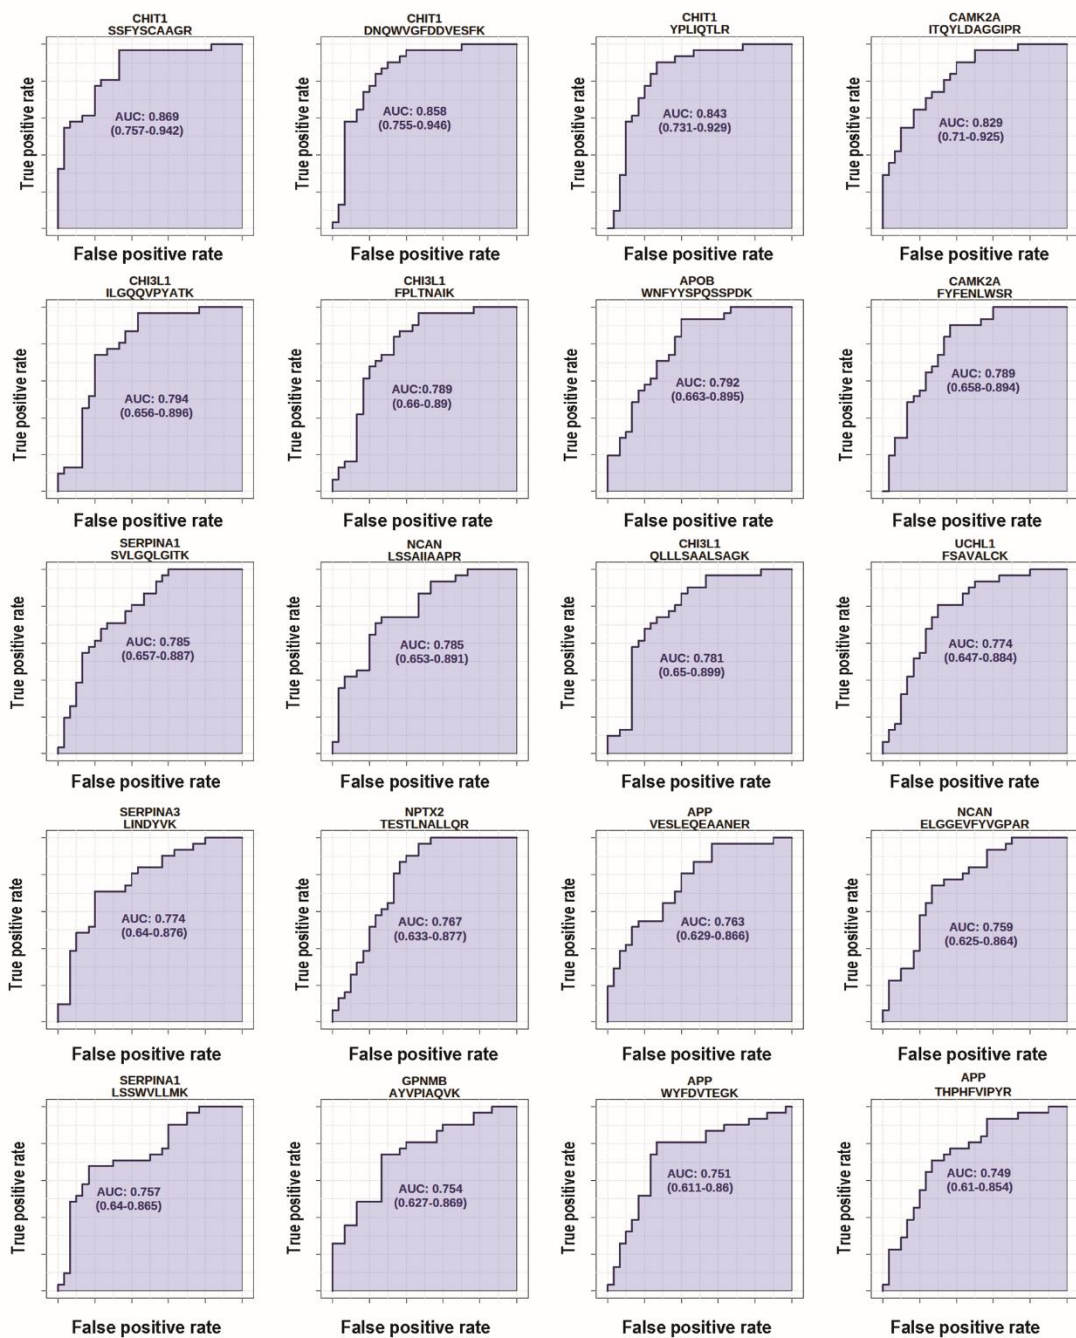 CHIT1
SSFYSCAAGR
True positive rate
AUC: 0.869
(0.757-0.942)
False positive rate
CHIT1
DNQWVGFDDVESFK
True positive rate
AUC: 0.858
(0.755-0.946)
False positive rate
CHIT1
YPLIQTLR
True positive rate
AUC: 0.843
(0.731-0.929)
False positive rate
CAMK2A
ITQYLDAGGIPR
True positive rate
AUC: 0.829
(0.71-0.925)
False positive rate
CHI3L1
ILGQQVPYATK
True positive rate
AUC: 0.794
(0.656-0.896)
False positive rate
CHI3L1
FPLTNAIK
True positive rate
AUC:0.789
(0.66-0.89)
False positive rate
APOB
WNFYYSPQSSPDK
True positive rate
AUC: 0.792
(0.663-0.895)
False positive rate
CAMK2A
FYFENLWSR
True positive rate
AUC: 0.789
(0.658-0.894)
False positive rate
SERPINA1
SVLGQLGITK
True positive rate
AUC: 0.785
(0.657-0.887)
False positive rate
NCAN
LSSAIIAAPR
True positive rate
AUC: 0.785
(0.653-0.891)
False positive rate
CHI3L1
QLLLSAALSAGK
True positive rate
AUC: 0.781
(0.65-0.899)
False positive rate
UCHL1
FSAVALCK
True positive rate
AUC: 0.774
(0.647-0.884)
False positive rate
SERPINA3
LINDYVK
True positive rate
AUC: 0.774
(0.64-0.876)
False positive rate
NPTX2
TESTLNALLQR
True positive rate
AUC: 0.767
(0.633-0.877)
False positive rate
APP
VESLEQEAANER
True positive rate
AUC: 0.763
(0.629-0.866)
False positive rate
NCAN
ELGGEVFYVGPAR
True positive rate
AUC: 0.759
(0.625-0.864)
False positive rate
SERPINA1
LSSWVLLMK
True positive rate
AUC: 0.757
(0.64-0.865)
False positive rate
GPNMB
AYVPIAQVK
True positive rate
AUC: 0.754
(0.627-0.869)
False positive rate
APP
WYFDVTEGK
True positive rate
AUC: 0.751
(0.611-0.86)
False positive rate
APP
THPHFVIPYR
True positive rate
AUC: 0.749
(0.61-0.854)
False positive rate